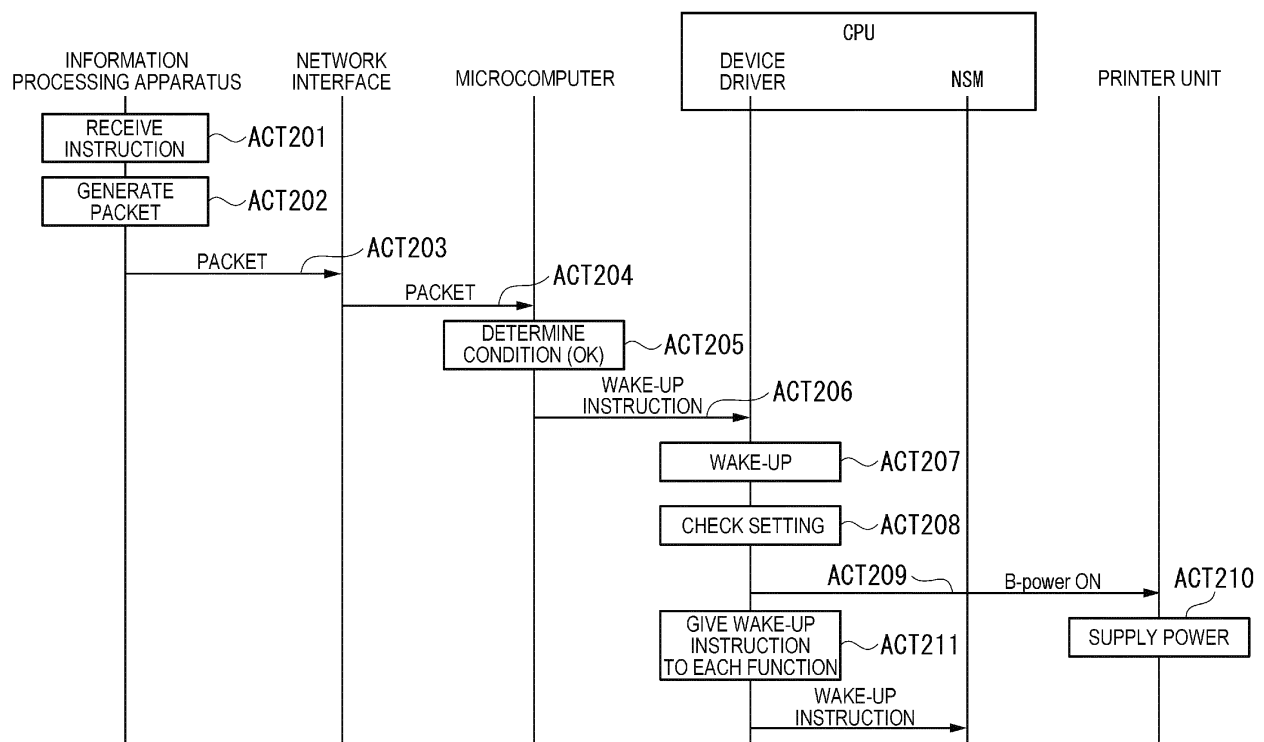 CPU
INFORMATION
PROCESSING APPARATUS
NETWORK
INTERFACE
MICROCOMPUTER
DEVICE
DRIVER
NSM
PRINTER UNIT
RECEIVE
INSTRUCTION
ACT201
GENERATE
PACKET
ACT202
PACKET
ACT203
PACKET
ACT204
DETERMINE
CONDITION (OK)
ACT205
WAKE-UP
INSTRUCTION
ACT206
WAKE-UP
ACT207
CHECK SETTING
ACT208
ACT209
B-power ON
ACT210
SUPPLY POWER
GIVE WAKE-UP
INSTRUCTION
TO EACH FUNCTION
ACT211
WAKE-UP
INSTRUCTION